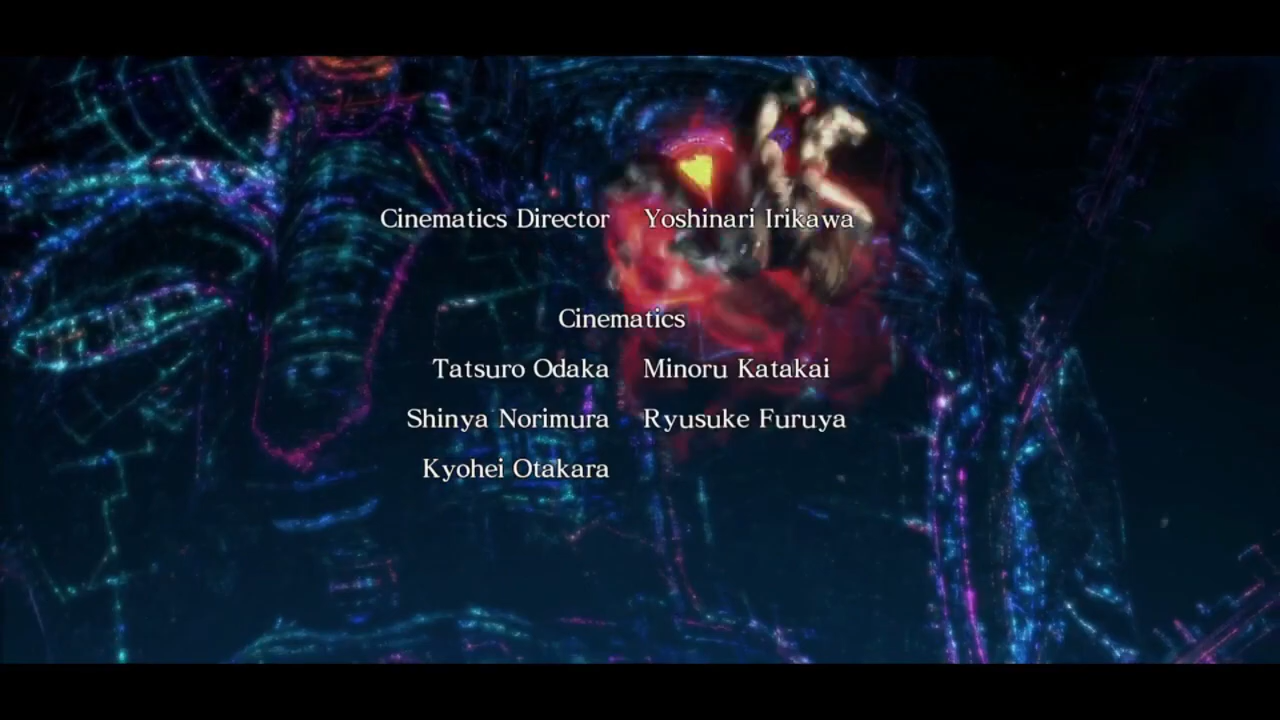 Cinematics Director Yoshinari Irikawa
Cinematics
Tatsuro Odaka Minoru Katakai
Shinya Norimura Ryusuke Furuya
Kyohei Otakara